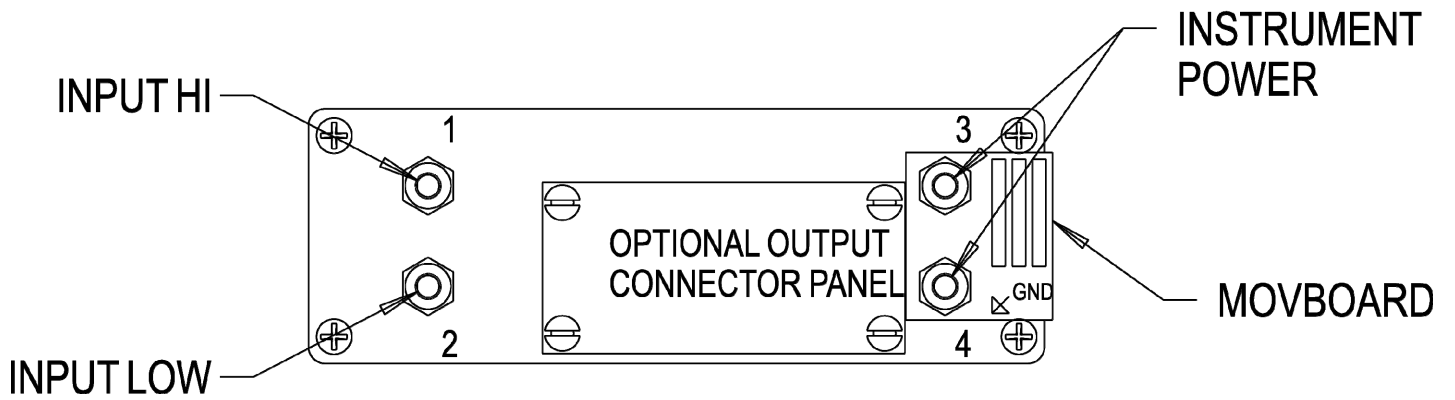 INSTRUMENT
POWER
INPUT HI
1
3
OPTIONAL OUTPUT
CONNECTOR PANEL
GND
MOVBOARD
2
4
INPUT LOW